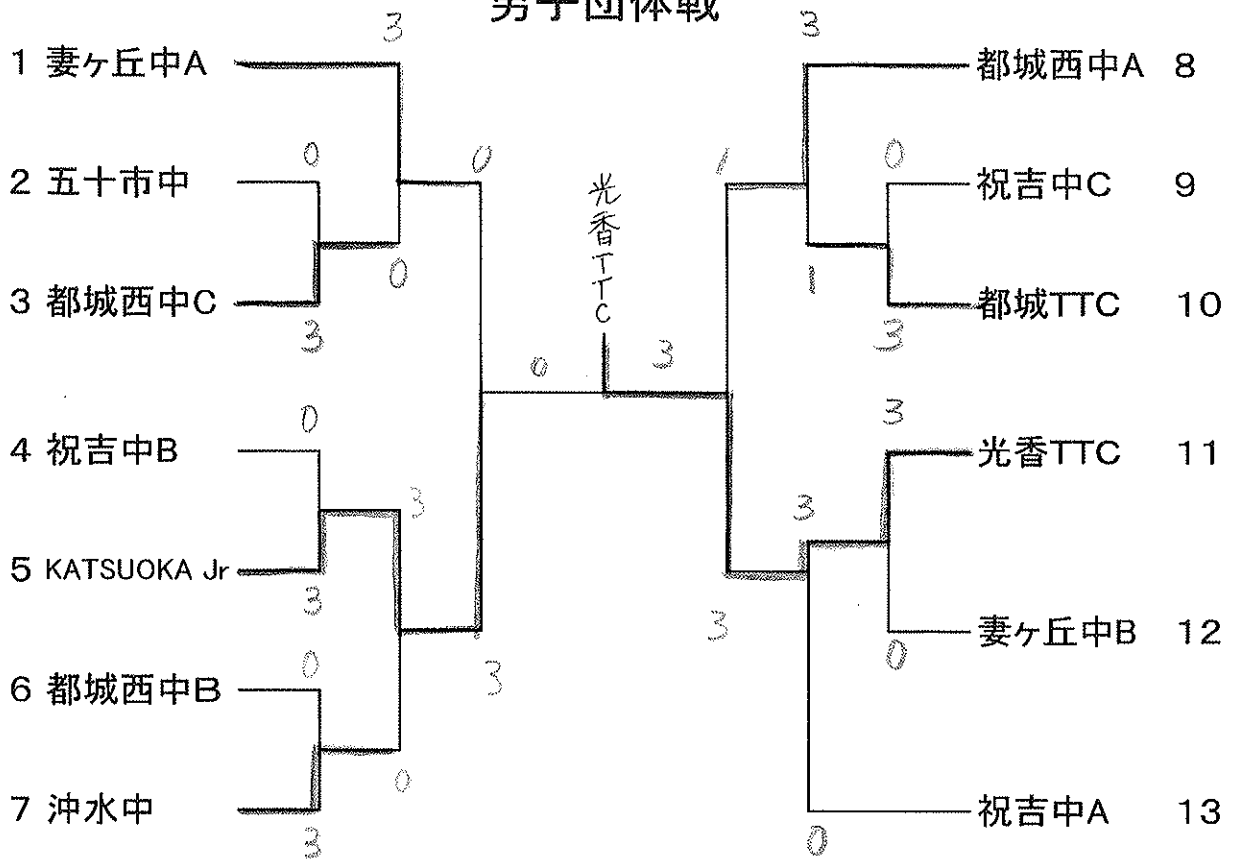 男子団体戦
3
3
1 妻ヶ丘中A
都城西中A 8
0
0
1
0
2 五十市中
祝吉中C 9
光香TTC
0
1
3 都城西中C
都城TTC 10
3
3
0
3
0
3
4 祝吉中B
光香TTC 11
3
3
5 KATSUOKA Jr
3
3
0
妻ヶ丘中B 12
0
6 都城西中B
3
0
7 沖水中
祝吉中A 13
3
0